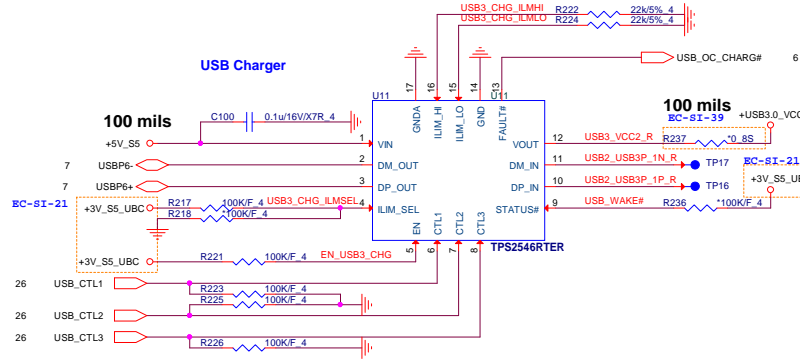 USB3_CHG_ILMHI R222 22k/5%_4
USB3_CHG_ILMLO R224 22k/5%_4
USB_OC_CHARG# 6
USB Charger
U11 U11
17 16 15 14 13
GNDA ILIM_HI ILIM_LO GND FAULT#
100 mils
C100 0.1u/16V/X7R_4
100 mils
EC-SI-39
+USB3.0_VCC
+5V_S5 1 VIN VOUT 12 USB3_VCC2_R R237 *0_8S
7 USBP6- 2 DM_OUT DM_IN 11 USB2_USB3P_1N_R TP17
EC-SI-21
7 USBP6+ 3 DP_OUT DP_IN 10 USB2_USB3P_1P_R TP16
+3V_S5_UB
EC-SI-21
+3V_S5_UBC R217 100K/F_4 USB3_CHG_ILMSEL 4 ILIM_SEL STATUS# 9 USB_WAKE# R236 *100K/F_4
R218 *100K/F_4
EN CTL1 CTL2 CTL3
5 6 7 8
TPS2546RTER
+3V_S5_UBC R221 100K/F_4 EN_USB3_CHG
26 USB_CTL1
R223 100K/F_4
R225 100K/F_4
26 USB_CTL2
26 USB_CTL3
R226 100K/F_4